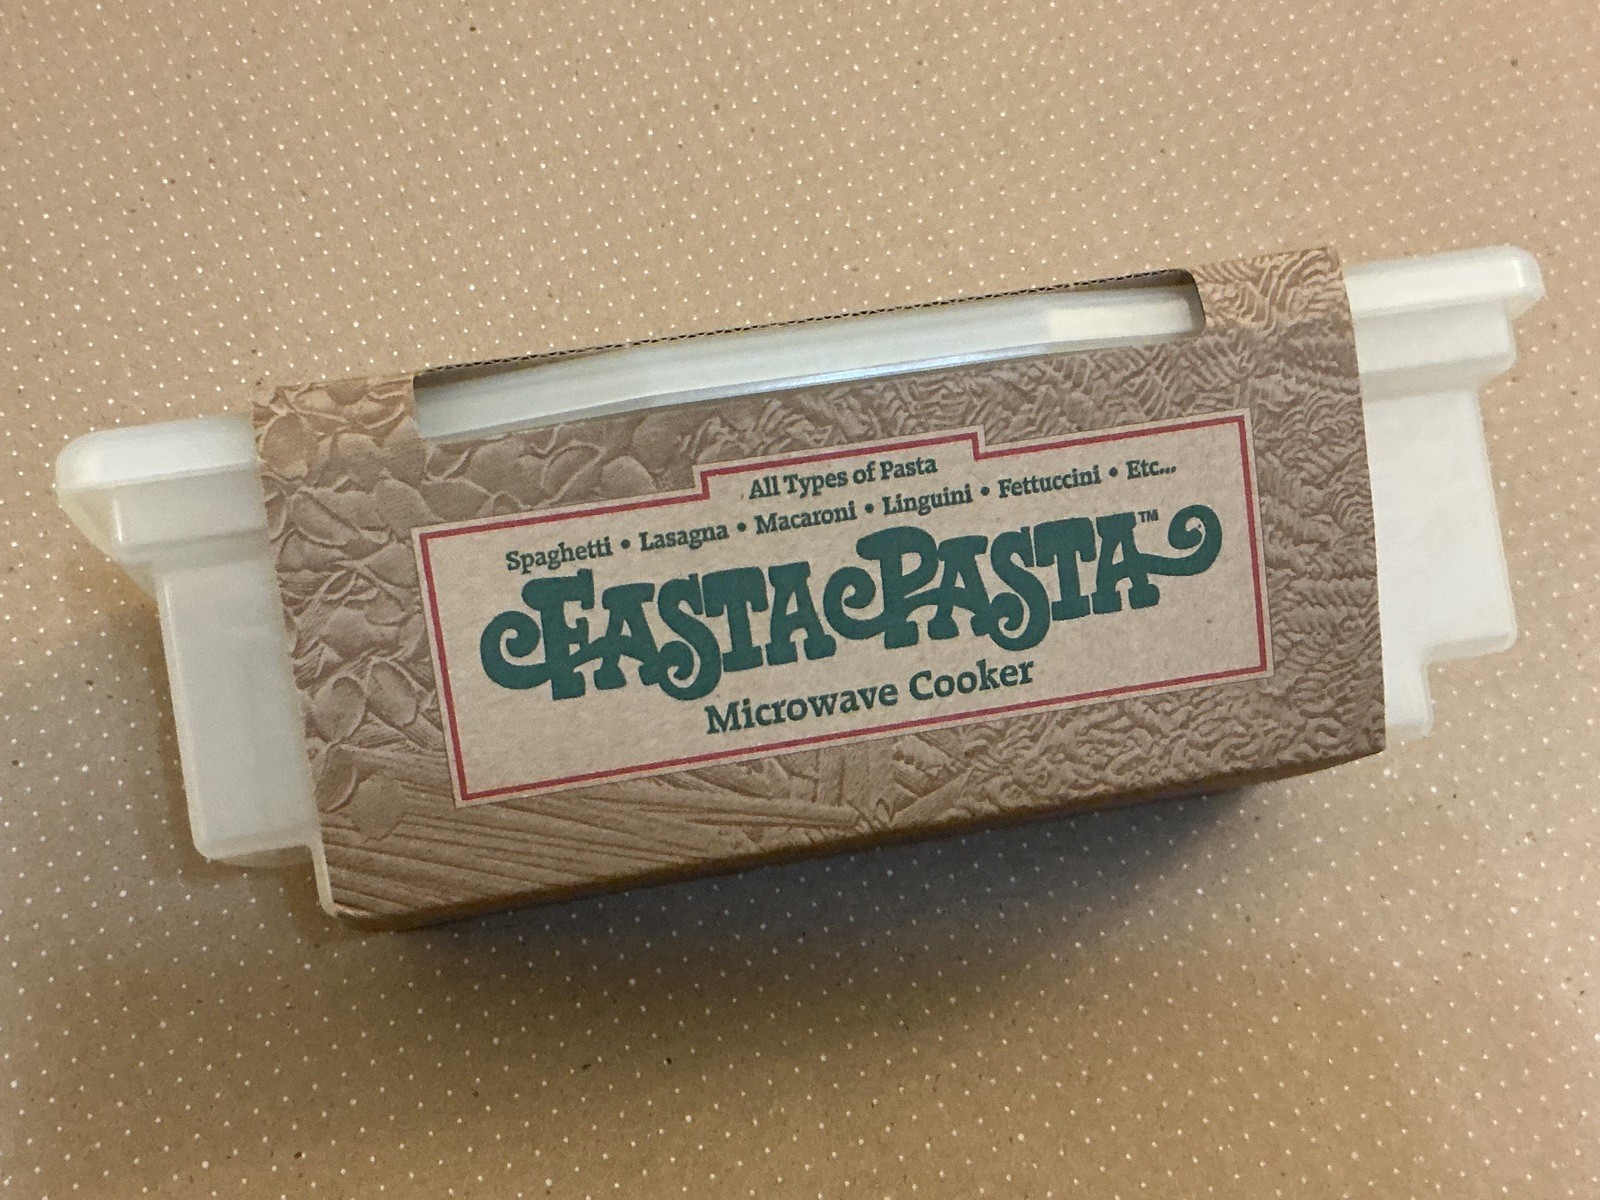 All Types of Pasta
Spaghetti • Lasagna • Macaroni • Linguini • Fettuccini • Etc...
FASTA PASTA™
Microwave Cooker